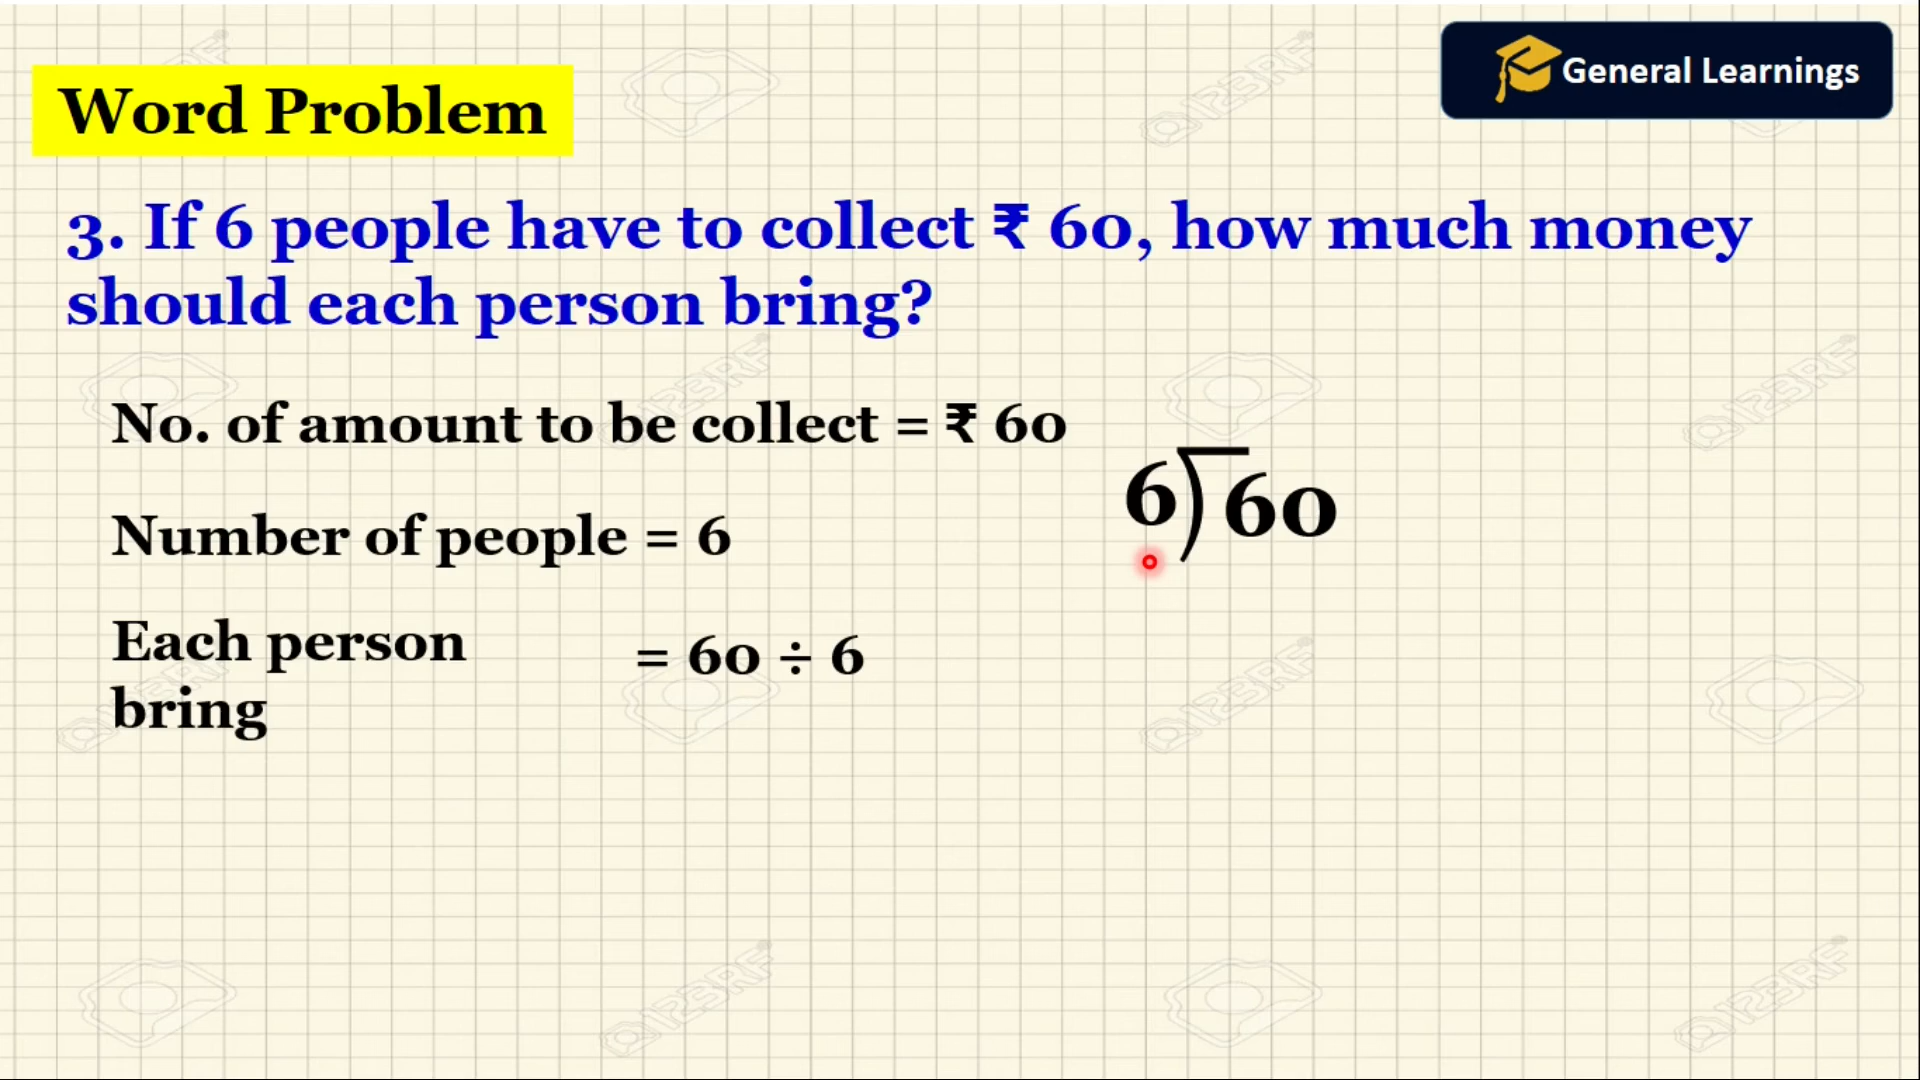 General Learnings
Word Problem
3. If 6 people have to collect ₹ 60, how much money
should each person bring?
No. of amount to be collect = ₹ 60
6)60
Number of people = 6
Each person
bring
= 60 ÷ 6
123RF